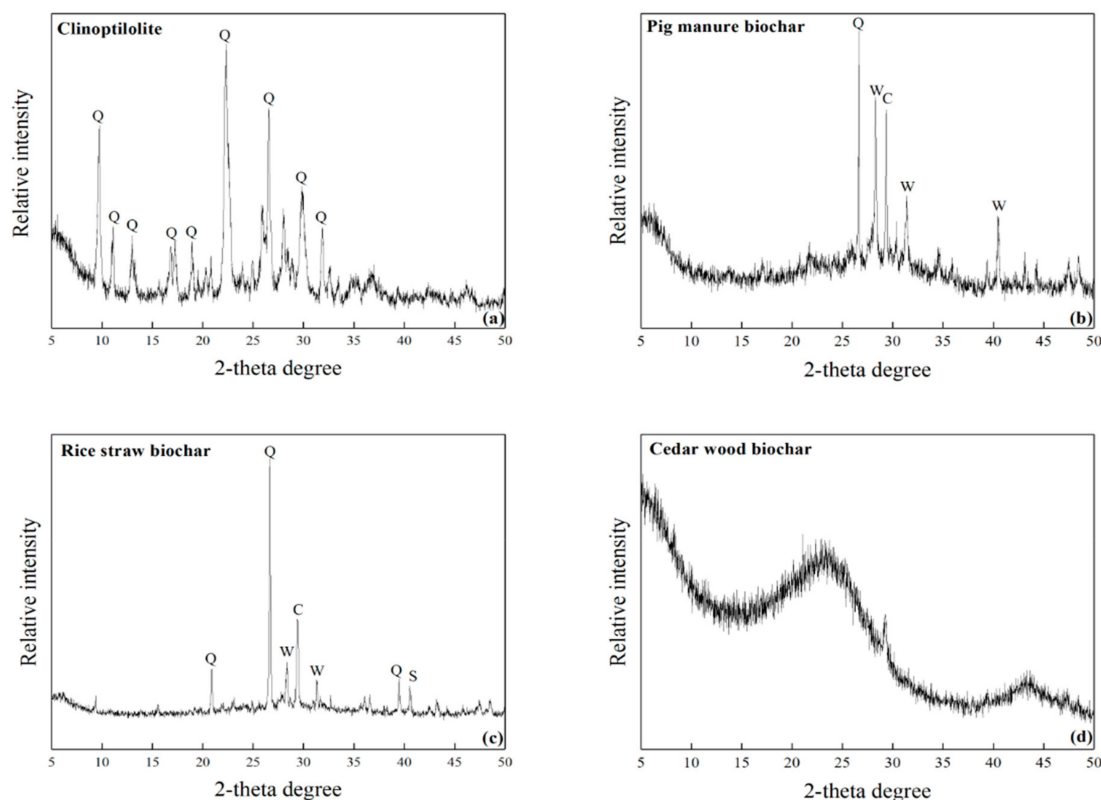 Clinoptilolite
Q
Q
Q
Q
Q
Q
Q
Q
Q
Q
Relative intensity
(a)
5 10 15 20 25 30 35 40 45 50
2-theta degree
Pig manure biochar
Q
W
C
W
W
Relative intensity
(b)
5 10 15 20 25 30 35 40 45 50
2-theta degree
Rice straw biochar
Q
C
W
Q
W
Q
S
Relative intensity
(c)
5 10 15 20 25 30 35 40 45 50
2-theta degree
Cedar wood biochar
Relative intensity
(d)
5 10 15 20 25 30 35 40 45 50
2-theta degree